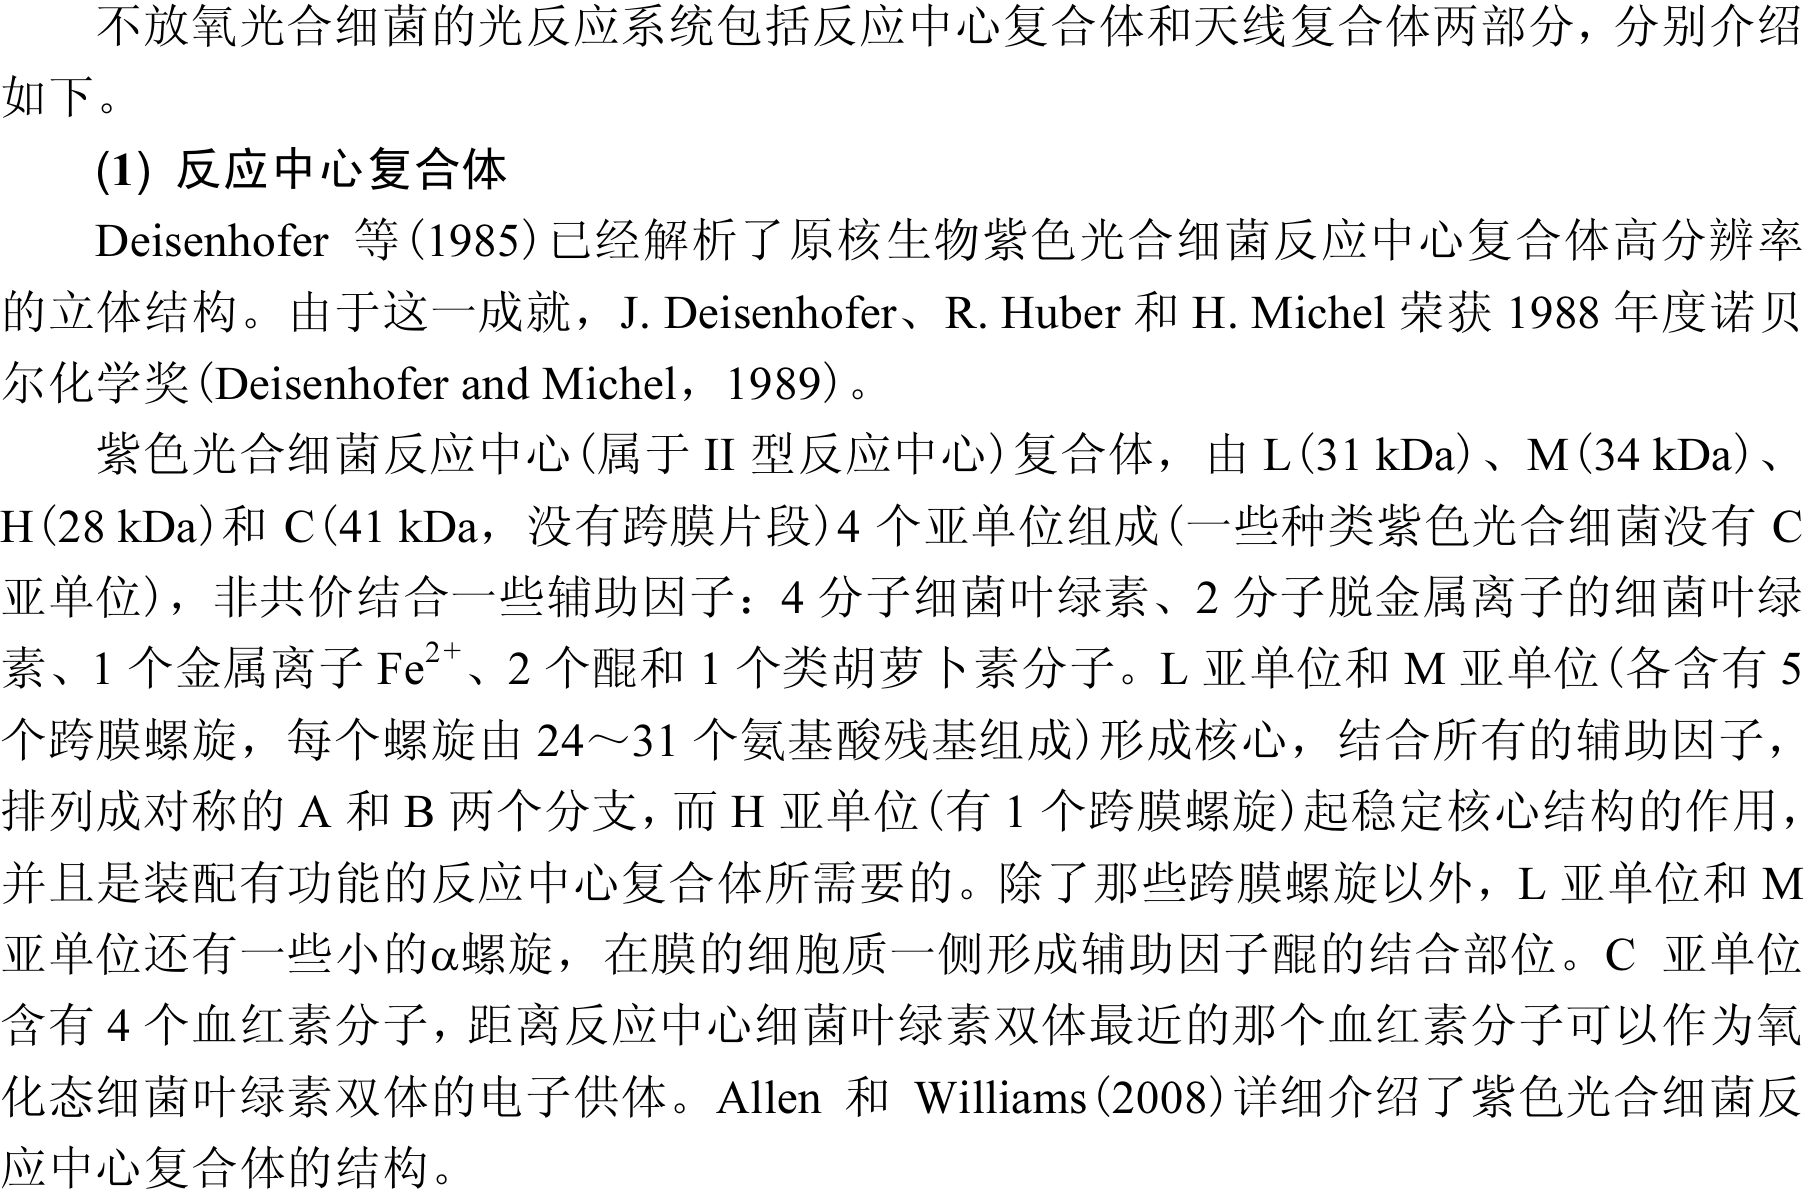 不放氧光合细菌的光反应系统包括反应中心复合体和天线复合体两部分，分别介绍
如下。
(1) 反应中心复合体
Deisenhofer 等(1985)已经解析了原核生物紫色光合细菌反应中心复合体高分辨率
的立体结构。由于这一成就，J. Deisenhofer、R. Huber 和 H. Michel 荣获 1988 年度诺贝
尔化学奖(Deisenhofer and Michel，1989)。
紫色光合细菌反应中心(属于 II 型反应中心)复合体，由 L(31 kDa)、M(34 kDa)、
H(28 kDa)和 C(41 kDa，没有跨膜片段)4 个亚单位组成(一些种类紫色光合细菌没有 C
亚单位)，非共价结合一些辅助因子：4 分子细菌叶绿素、2 分子脱金属离子的细菌叶绿
素、1 个金属离子 Fe²⁺、2 个醌和 1 个类胡萝卜素分子。L 亚单位和 M 亚单位(各含有 5
个跨膜螺旋，每个螺旋由 24～31 个氨基酸残基组成)形成核心，结合所有的辅助因子，
排列成对称的 A 和 B 两个分支，而 H 亚单位(有 1 个跨膜螺旋)起稳定核心结构的作用，
并且是装配有功能的反应中心复合体所需要的。除了那些跨膜螺旋以外，L 亚单位和 M
亚单位还有一些小的α螺旋，在膜的细胞质一侧形成辅助因子醌的结合部位。C 亚单位
含有 4 个血红素分子，距离反应中心细菌叶绿素双体最近的那个血红素分子可以作为氧
化态细菌叶绿素双体的电子供体。Allen 和 Williams(2008)详细介绍了紫色光合细菌反
应中心复合体的结构。